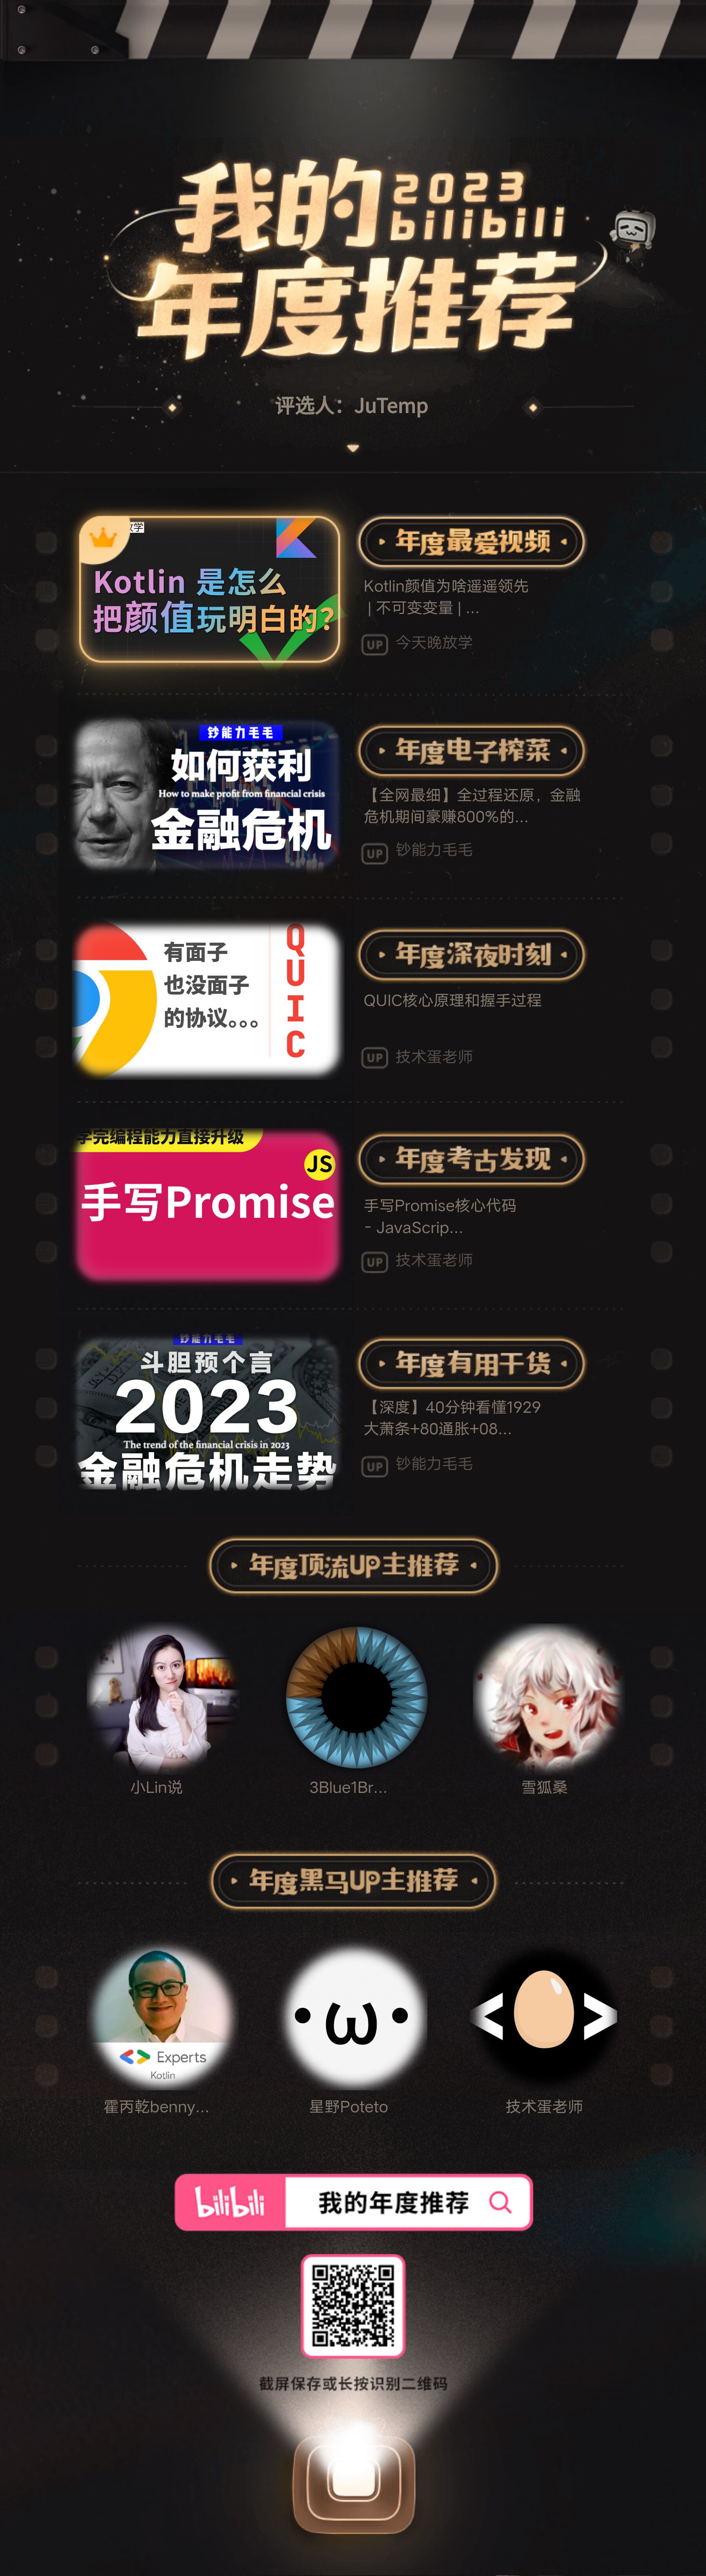 我的
2023
bilibili
年度推荐
评选人：JuTemp
Kotlin 是怎么
把颜值玩明白的?
年度最爱视频
Kotlin颜值为啥遥遥领先
| 不可变变量 | ...
UP 今天晚放学
钞能力毛毛
如何获利
How to make profit from financial crisis
金融危机
年度电子榨菜
【全网最细】全过程还原，金融
危机期间豪赚800%的...
UP 钞能力毛毛
有面子
也没面子
的协议。。。
QUIC
年度深夜时刻
QUIC核心原理和握手过程
UP 技术蛋老师
学完编程能力直接升级
JS
手写Promise
年度考古发现
手写Promise核心代码
- JavaScrip...
UP 技术蛋老师
钞能力毛毛
斗胆预个言
2023
The trend of the financial crisis in 2023
金融危机走势
年度有用干货
【深度】40分钟看懂1929
大萧条+80通胀+08...
UP 钞能力毛毛
年度顶流UP主推荐
小Lin说
3Blue1Br...
雪狐桑
年度黑马UP主推荐
Experts
Kotlin
•ω•
霍丙乾benny...
星野Poteto
技术蛋老师
bilibili 我的年度推荐
截屏保存或长按识别二维码